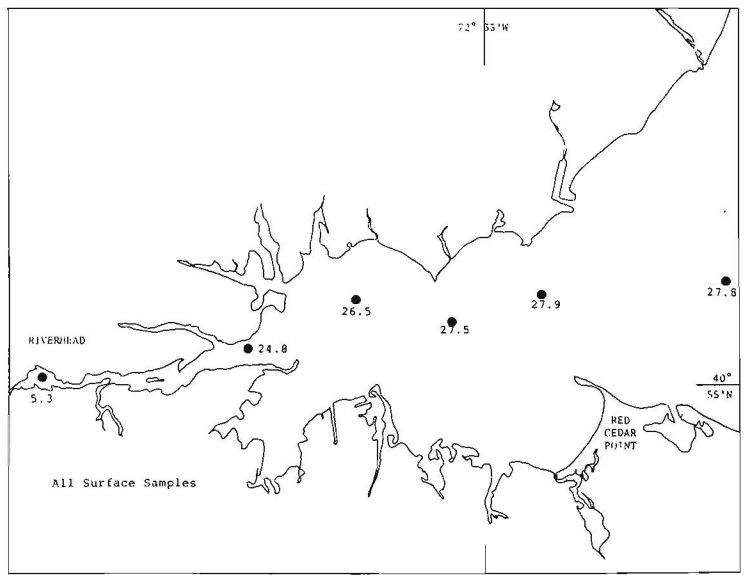 72° 55'W
27.8
27.9
26.5
27.5
RIVERHEAD
24.8
40°
55'N
5.3
RED
CEDAR
POINT
All Surface Samples